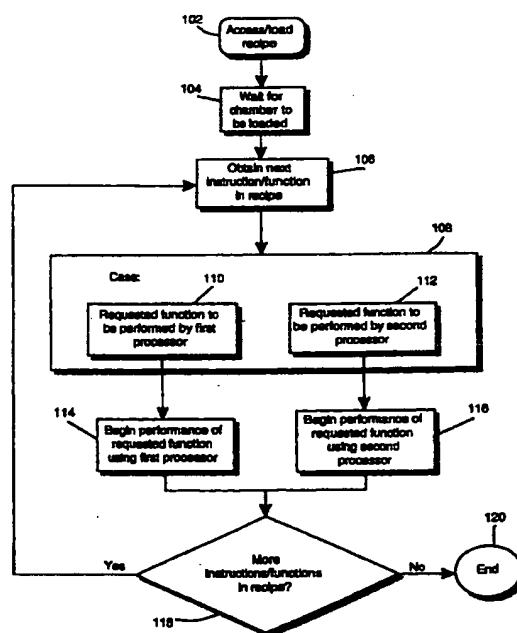 102
Access/load
recipe
104
Wait for
chamber to
be loaded
106
Obtain next
instruction/function
in recipe
108
Case:
110
Requested function to
be performed by first
processor
112
Requested function to
be performed by second
processor
114
Begin performance of
requested function
using first processor
116
Begin performance of
requested function
using second
processor
Yes
More
instructions/functions
in recipe?
No
120
End
118